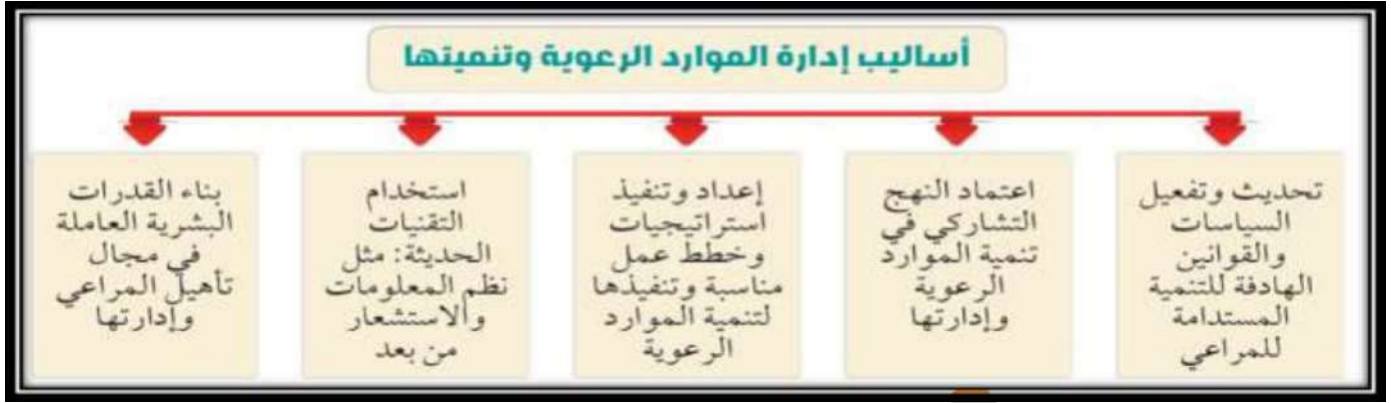 أساليب إدارة الموارد الرعوية وتنميتها
تحديث وتفعيل
السياسات
والقوانين
الهادفة للتنمية
المستدامة
للمراعي
اعتماد النهج
التشاركي في
تنمية الموارد
الرعوية
وإدارتها
إعداد وتنفيذ
استراتيجيات
وخطط عمل
مناسبة وتنفيذها
لتنمية الموارد
الرعوية
استخدام
التقنيات
الحديثة: مثل
نظم المعلومات
والاستشعار
من بعد
بناء القدرات
البشرية العاملة
في مجال
تأهيل المراعي
وإدارتها